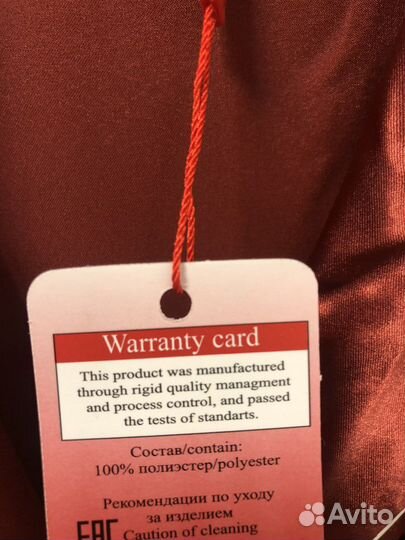 Warranty card
This product was manufactured
through rigid quality managment
and process control, and passed
the tests of standarts.
Состав/contain:
100% полиэстер/polyester
Рекомендации по уходу
за изделием
EAC Caution of cleaning
Avito